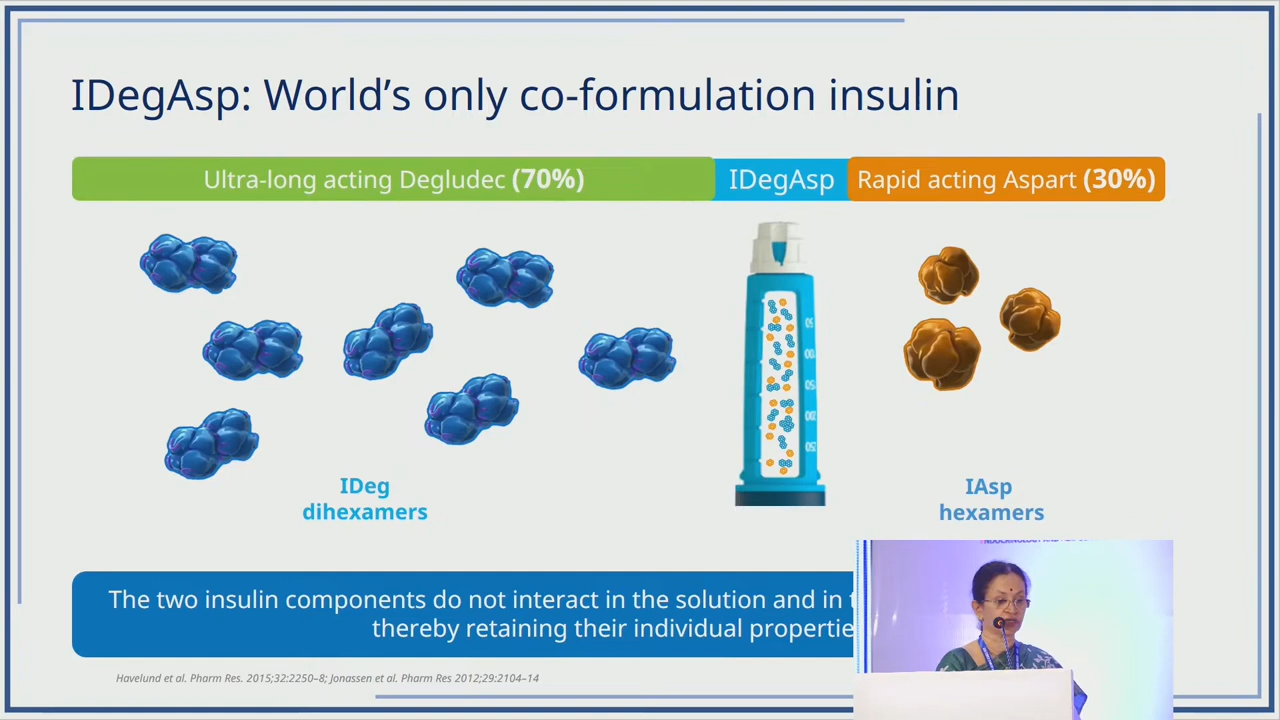 IDegAsp: World's only co-formulation insulin
Ultra-long acting Degludec (70%) IDegAsp Rapid acting Aspart (30%)
IDeg
dihexamers
IAsp
hexamers
The two insulin components do not interact in the solution and in
thereby retaining their individual
Havelund et al. Pharm Res. 2015;32:2250–8; Jonassen et al. Pharm Res 2012;29:2104–14